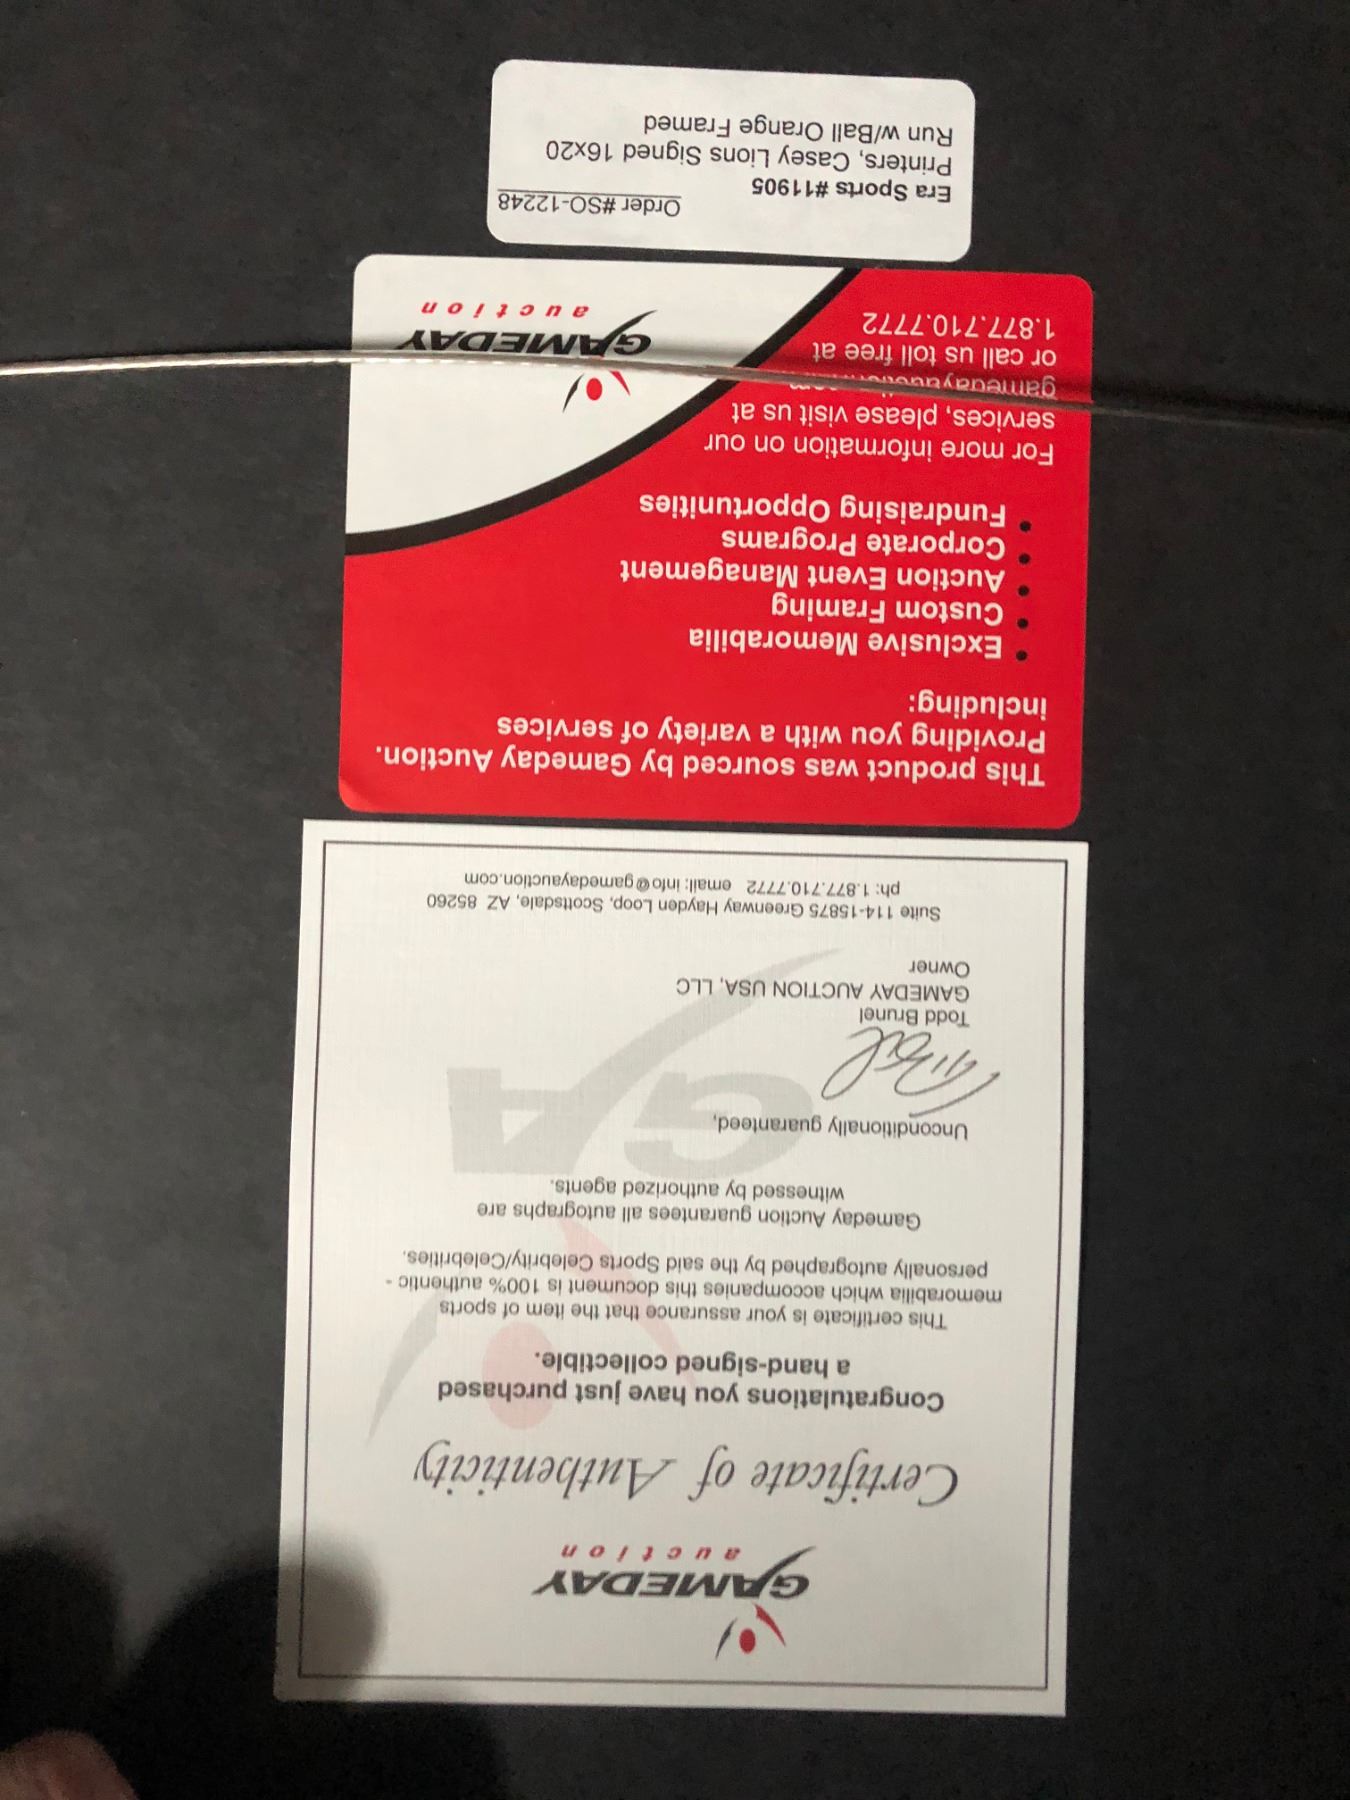 GAMEDAY
auction
Certificate of Authenticity
Congratulations you have just purchased
a hand-signed collectible.
This certificate is your assurance that the item of sports
memorabilia which accompanies this document is 100% authentic -
personally autographed by the said Sports Celebrity/Celebrities.
Gameday Auction guarantees all autographs are
witnessed by authorized agents.
GA
Unconditionally guaranteed,
Todd Brunel
GAMEDAY AUCTION USA, LLC
Owner
Suite 114-15875 Greenway Hayden Loop, Scottsdale, AZ 85260
ph: 1.877.710.7772 email: info@gamedayauction.com
This product was sourced by Gameday Auction.
Providing you with a variety of services
including:
• Exclusive Memorabilia
• Custom Framing
• Auction Event Management
• Corporate Programs
• Fundraising Opportunities
For more information on our
services, please visit us at
gamedayauction.com
or call us toll free at
1.877.710.7772
GAMEDAY
auction
Era Sports #11905 Order #SO-12248
Printers, Casey Lions Signed 16x20
Run w/Ball Orange Framed